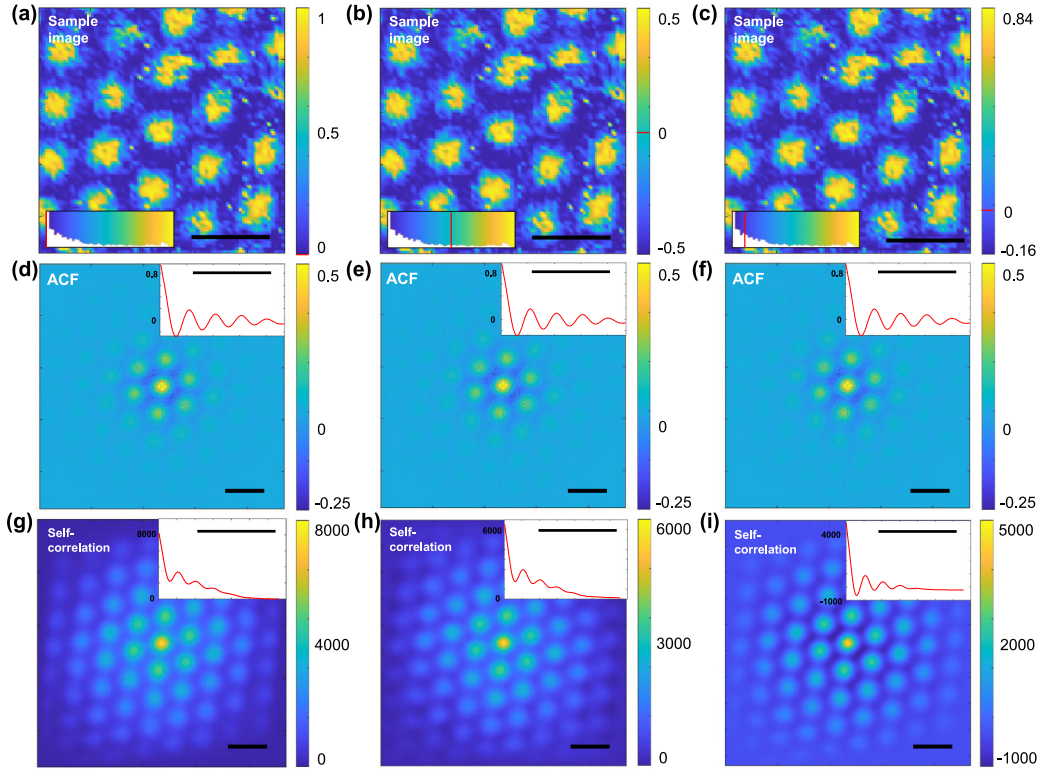 (a)
Sample
image
1
0.5
0
(b)
Sample
image
0.5
0
-0.5
(c)
Sample
image
0.84
0
-0.16
(d)
ACF
0.8
0
0.5
0
-0.25
(e)
ACF
0.8
0
0.5
0
-0.25
(f)
ACF
0.8
0
0.5
0
-0.25
(g)
Self-
correlation
8000
0
8000
4000
0
(h)
Self-
correlation
6000
0
6000
3000
0
(i)
Self-
correlation
4000
-1000
5000
2000
-1000